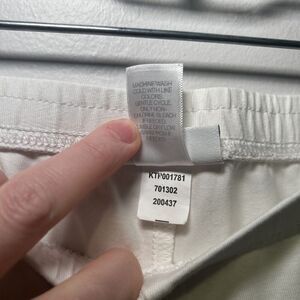 MACHINE WASH
COLD WITH LIKE
COLORS.
GENTLE CYCLE.
ONLY NON-
CHLORINE BLEACH
IF NEEDED.
TUMBLE DRY LOW.
KTP001781
701302
200437